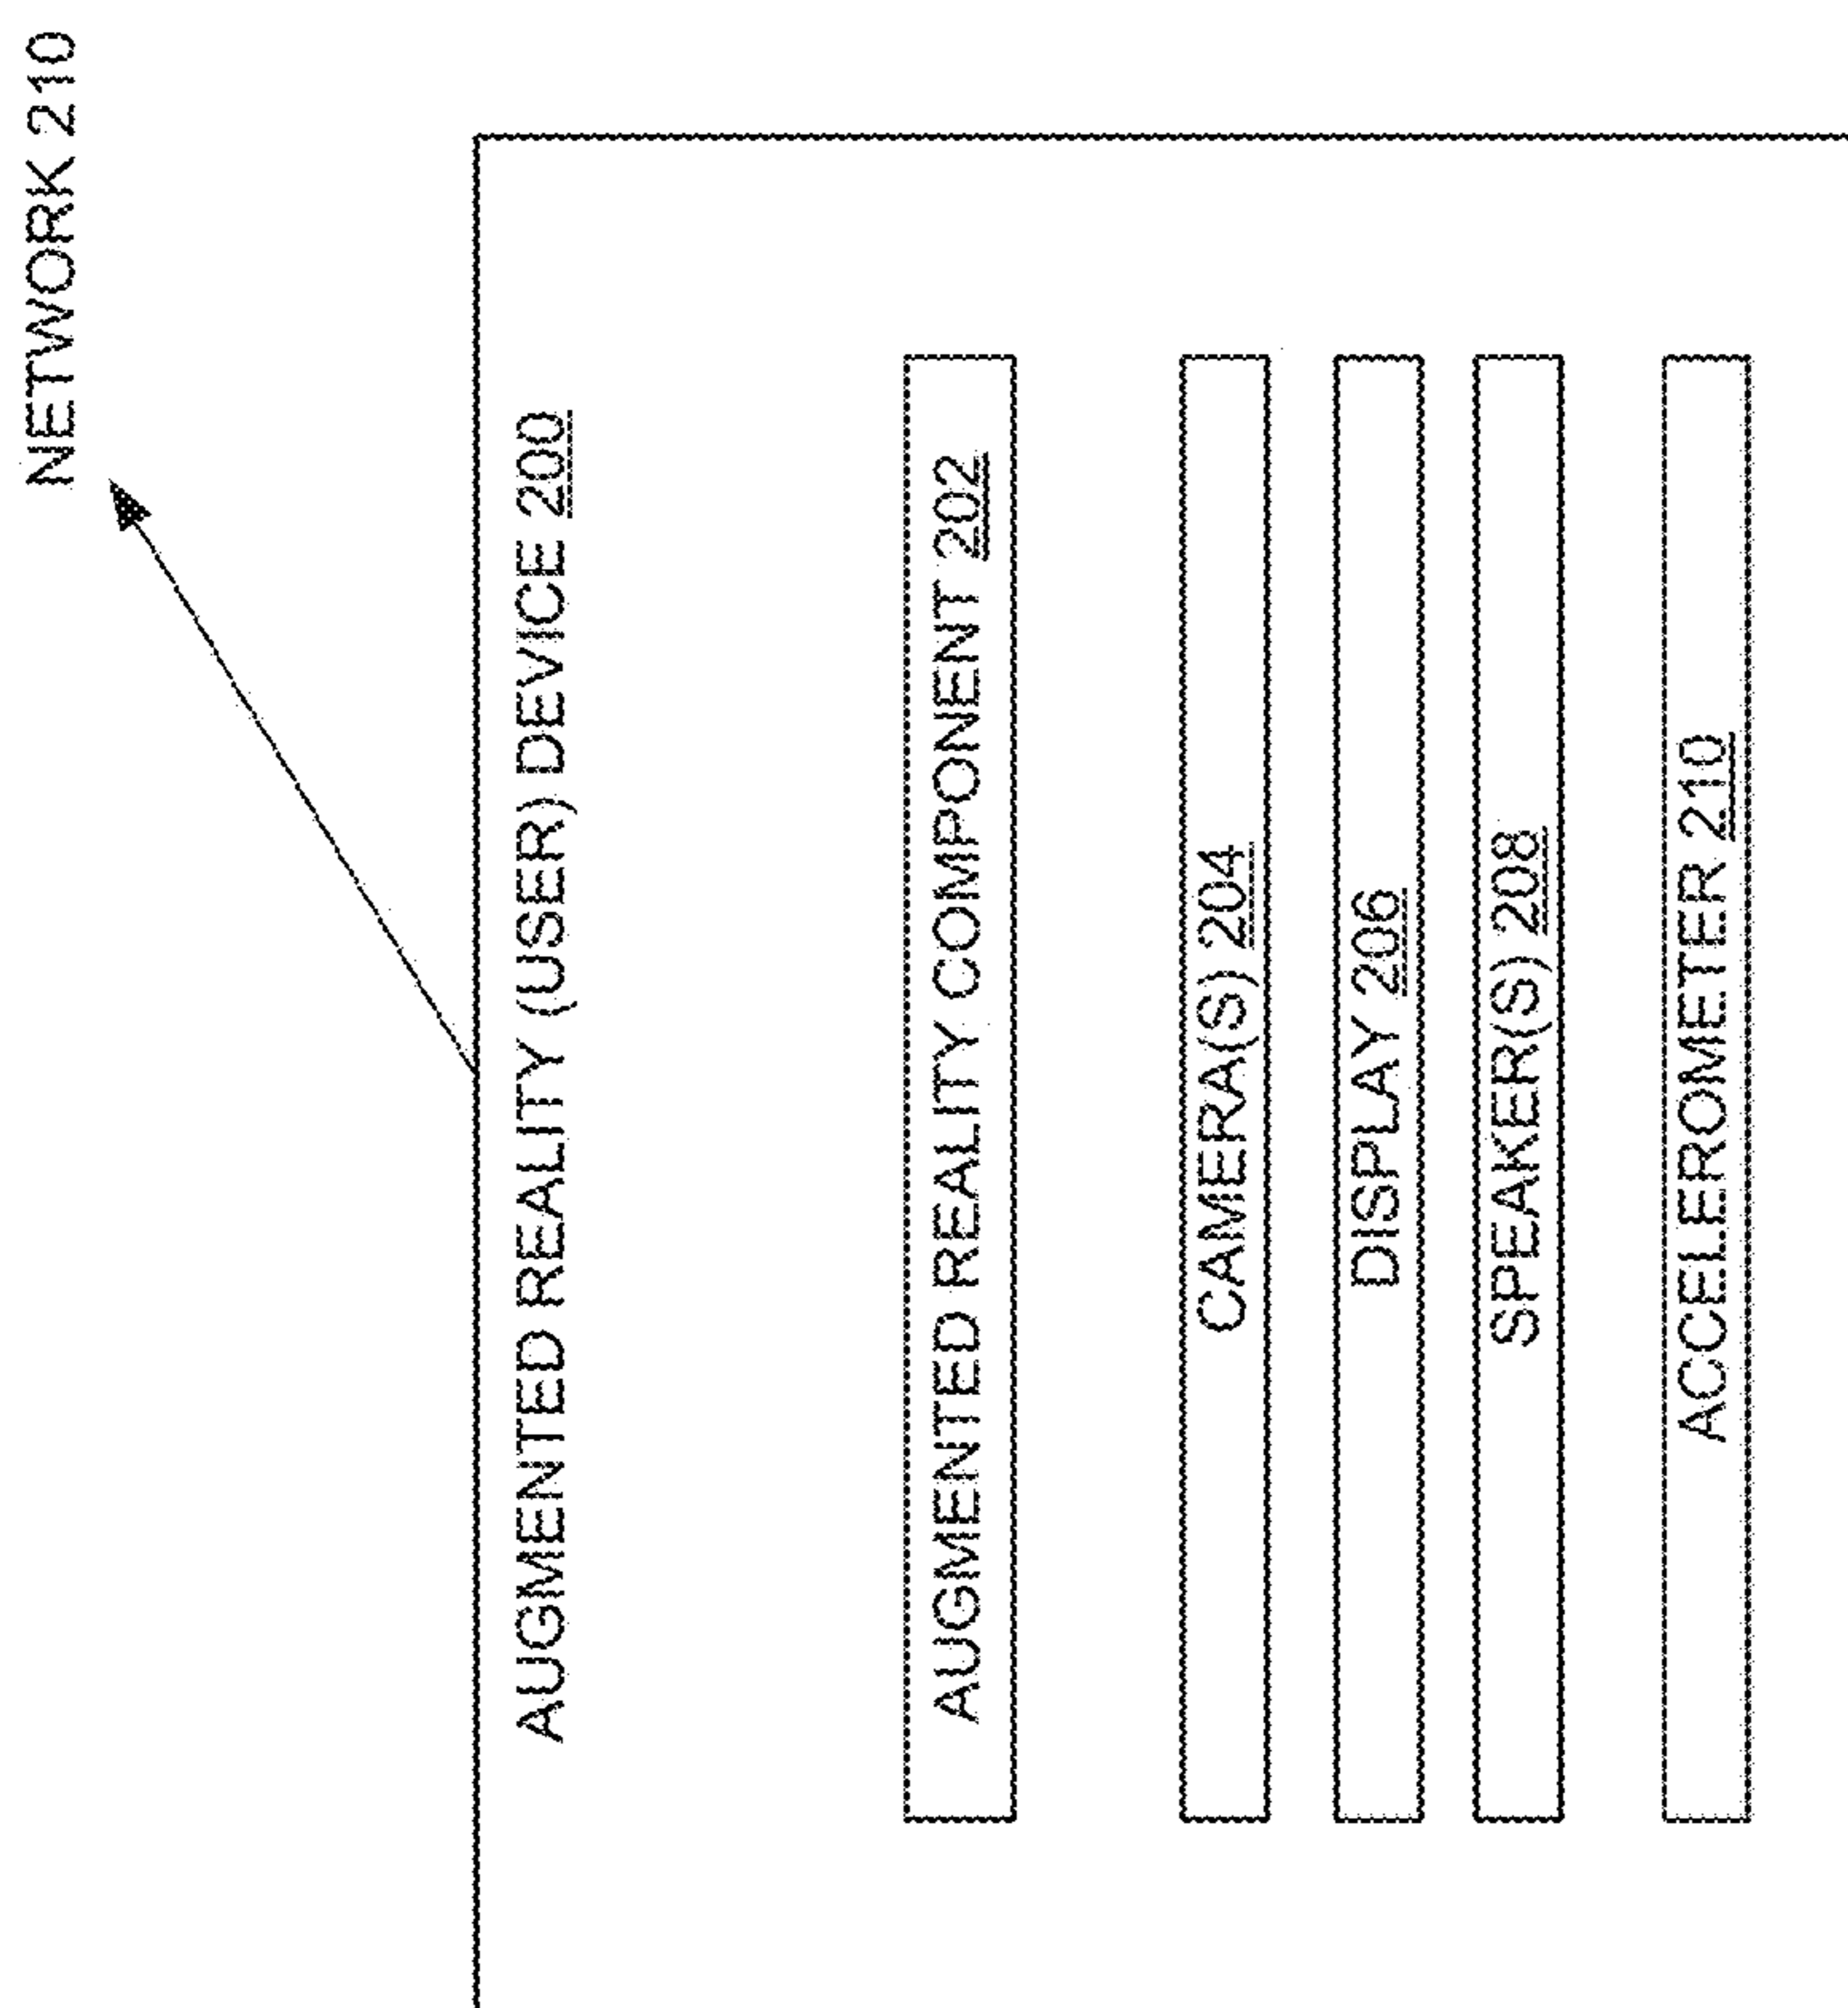 NETWORK 210
AUGMENTED REALITY (USER) DEVICE 200
AUGMENTED REALITY COMPONENT 202
CAMERA(S) 204
DISPLAY 206
SPEAKER(S) 208
ACCELEROMETER 210